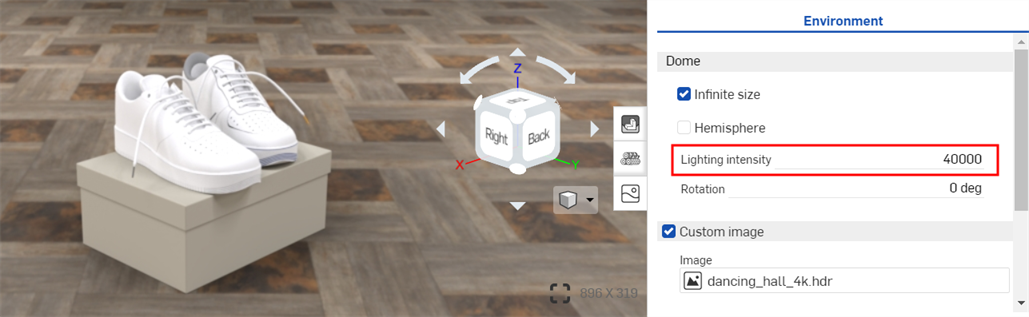 Environment
Dome
Infinite size
Hemisphere
Lighting intensity 40000
Rotation 0 deg
Custom image
Image
dancing_hall_4k.hdr
Z
Right
Back
X
Y
896 X 319